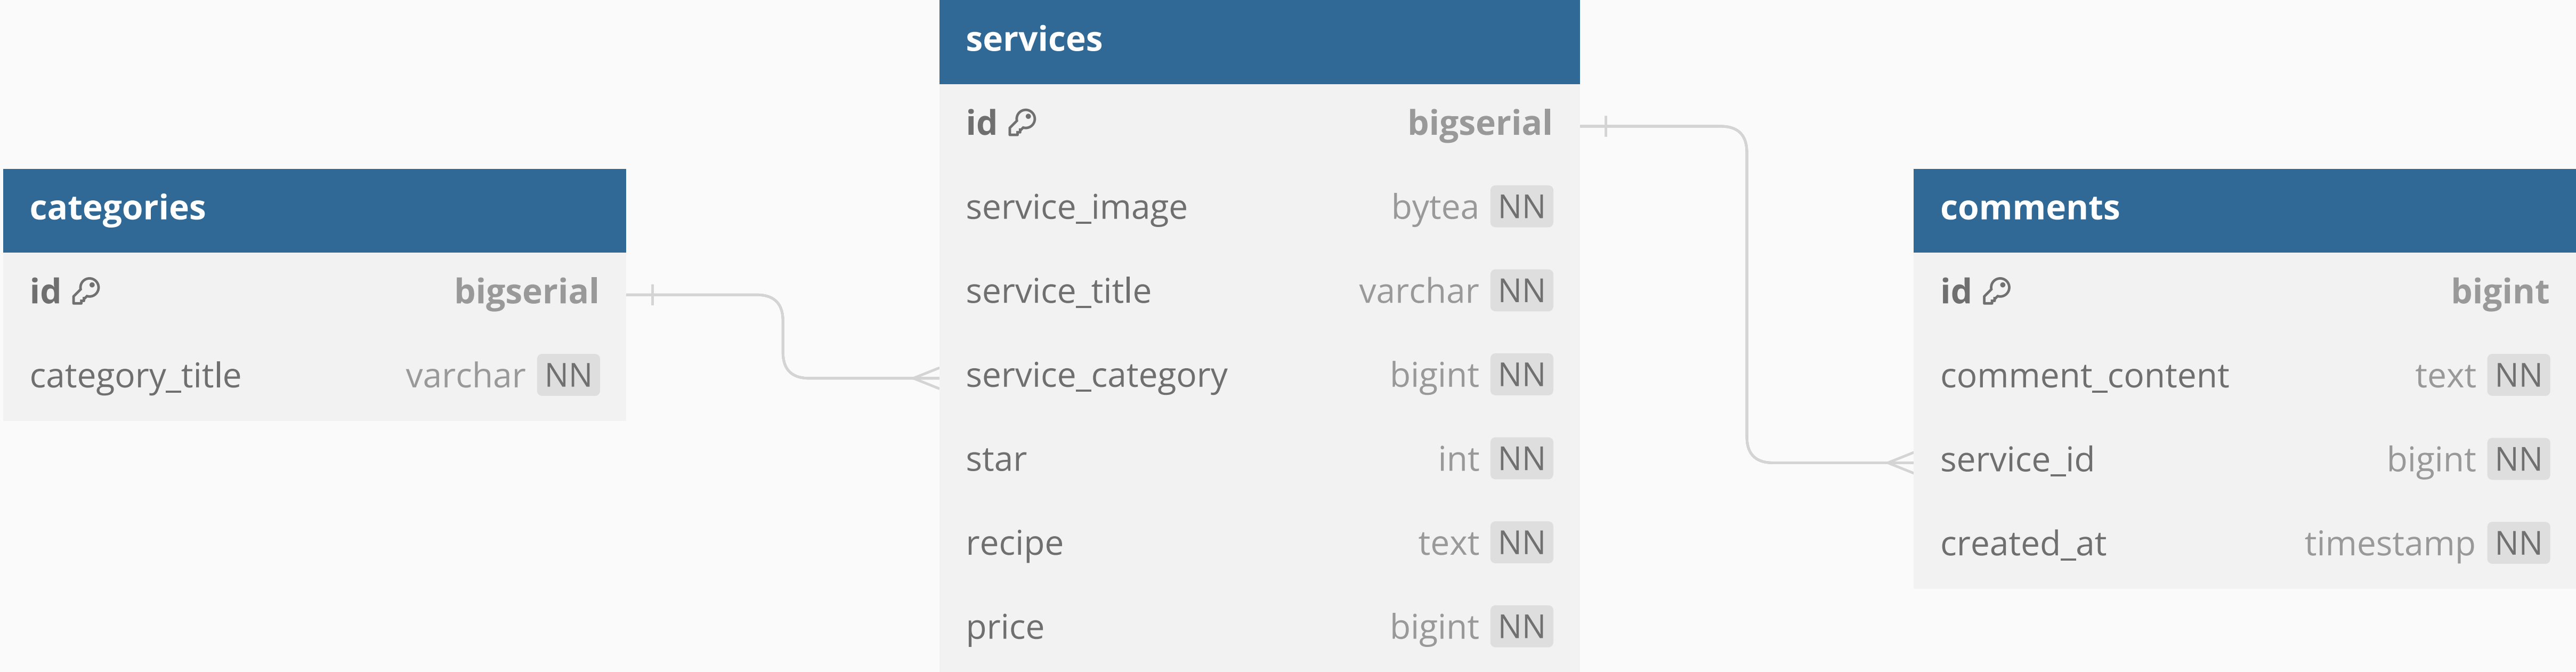 categories
id bigserial
category_title varchar NN
services
id bigserial
service_image bytea NN
service_title varchar NN
service_category bigint NN
star int NN
recipe text NN
price bigint NN
comments
id bigint
comment_content text NN
service_id bigint NN
created_at timestamp NN